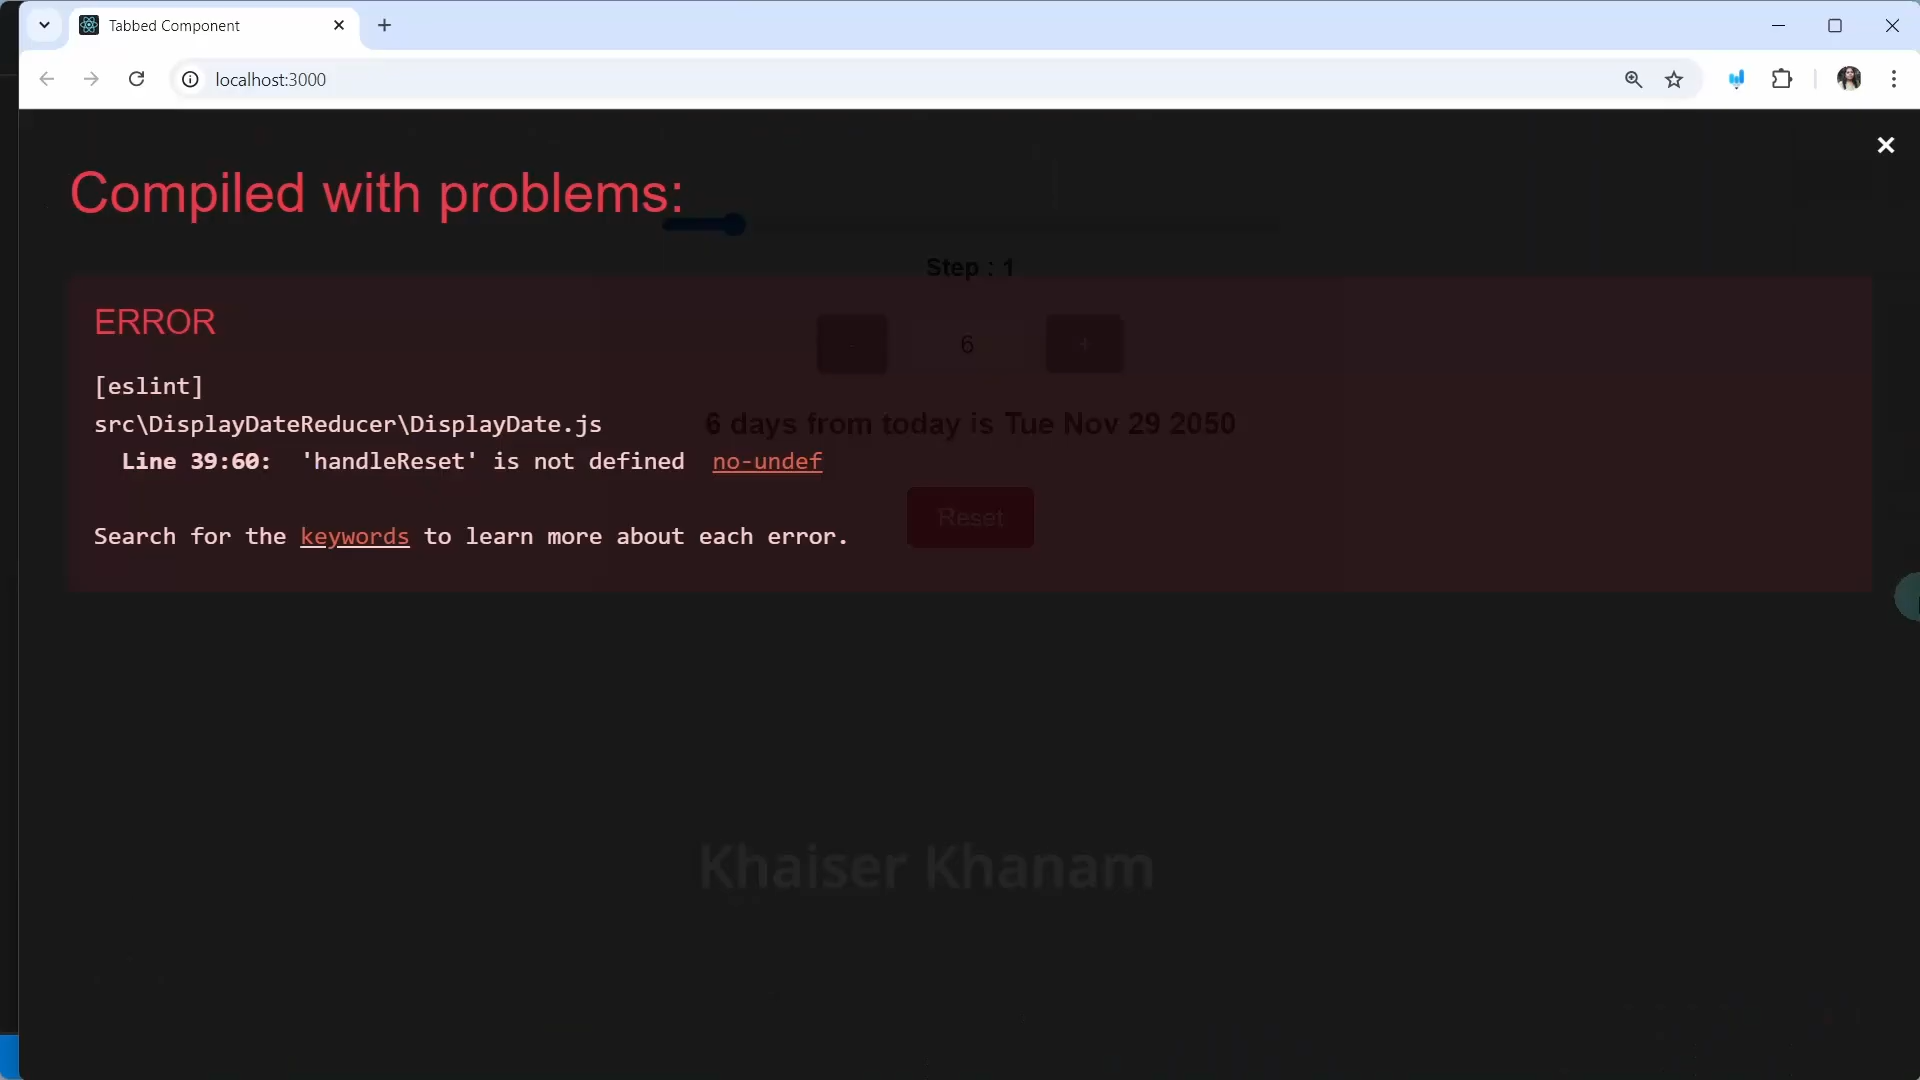 Tabbed Component
localhost:3000
Compiled with problems:
Step : 1
ERROR
- 6 +
[eslint]
src\DisplayDateReducer\DisplayDate.js
6 days from today is Tue Nov 29 2050
Line 39:60: 'handleReset' is not defined no-undef
Reset
Search for the keywords to learn more about each error.
Khaiser Khanam